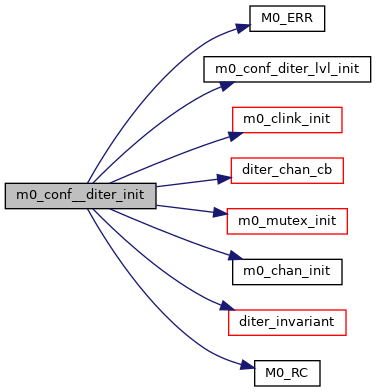 M0_ERR
m0_conf_diter_lvl_init
m0_clink_init
diter_chan_cb
m0_conf__diter_init
m0_mutex_init
m0_chan_init
diter_invariant
M0_RC